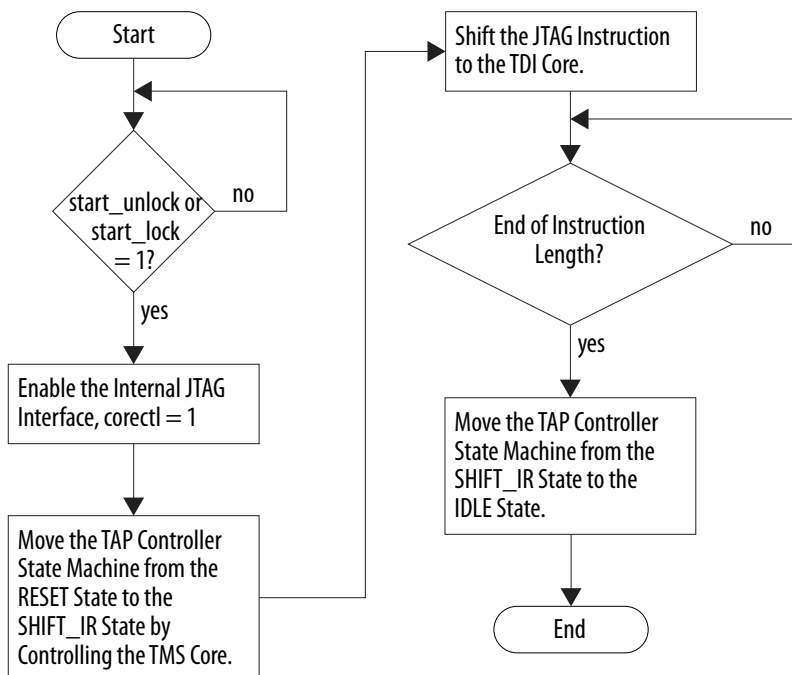 Start
start_unlock or
start_lock
= 1?
no
yes
Enable the Internal JTAG
Interface, corectl = 1
Move the TAP Controller
State Machine from the
RESET State to the
SHIFT_IR State by
Controlling the TMS Core.
Shift the JTAG Instruction
to the TDI Core.
End of Instruction
Length?
no
yes
Move the TAP Controller
State Machine from the
SHIFT_IR State to the
IDLE State.
End